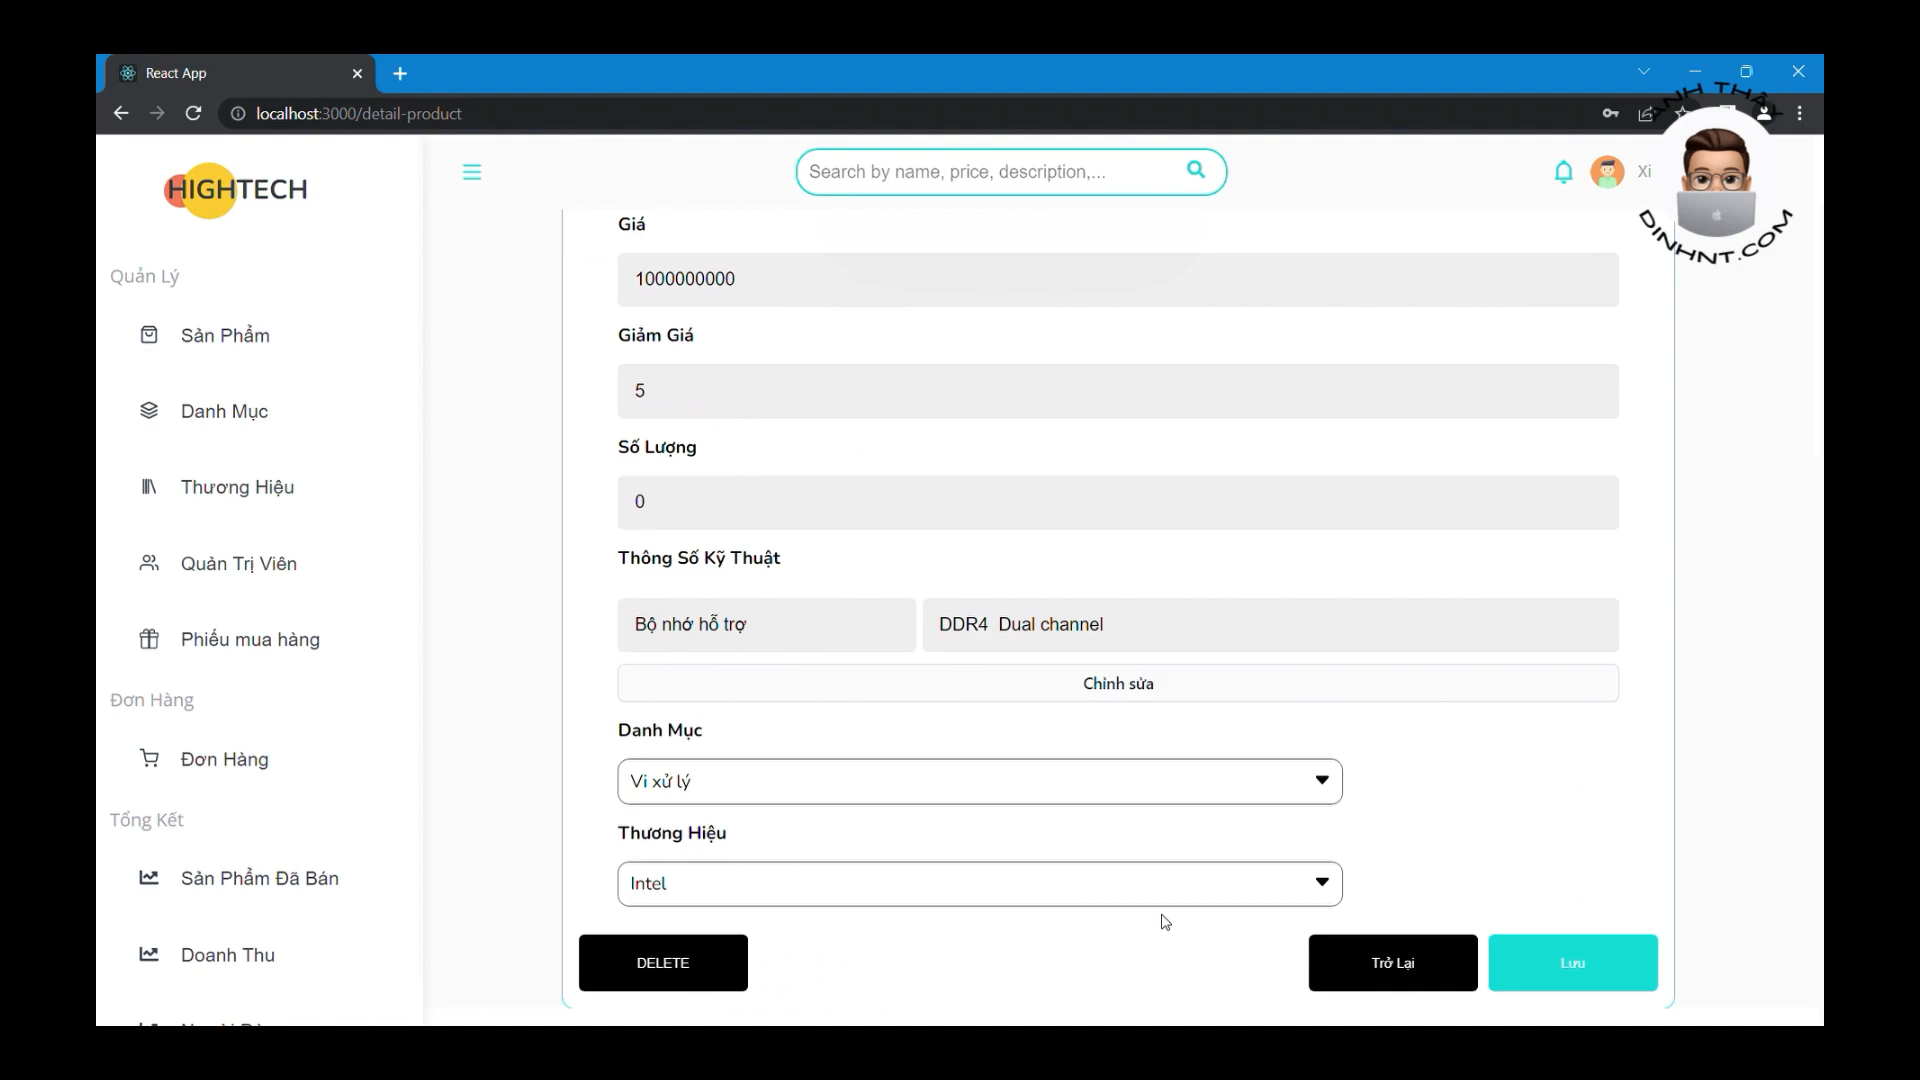 React App
localhost:3000/detail-product
ANH THẦY
DINHNT.COM
HIGHTECH
Search by name, price, description,...
Xi
Quản Lý
Sản Phẩm
Danh Mục
Thương Hiệu
Quản Trị Viên
Phiếu mua hàng
Đơn Hàng
Đơn Hàng
Tổng Kết
Sản Phẩm Đã Bán
Doanh Thu
Giá
1000000000
Giảm Giá
5
Số Lượng
0
Thông Số Kỹ Thuật
Bộ nhớ hỗ trợ
DDR4  Dual channel
Chỉnh sửa
Danh Mục
Vi xử lý
Thương Hiệu
Intel
DELETE
Trở Lại
Lưu